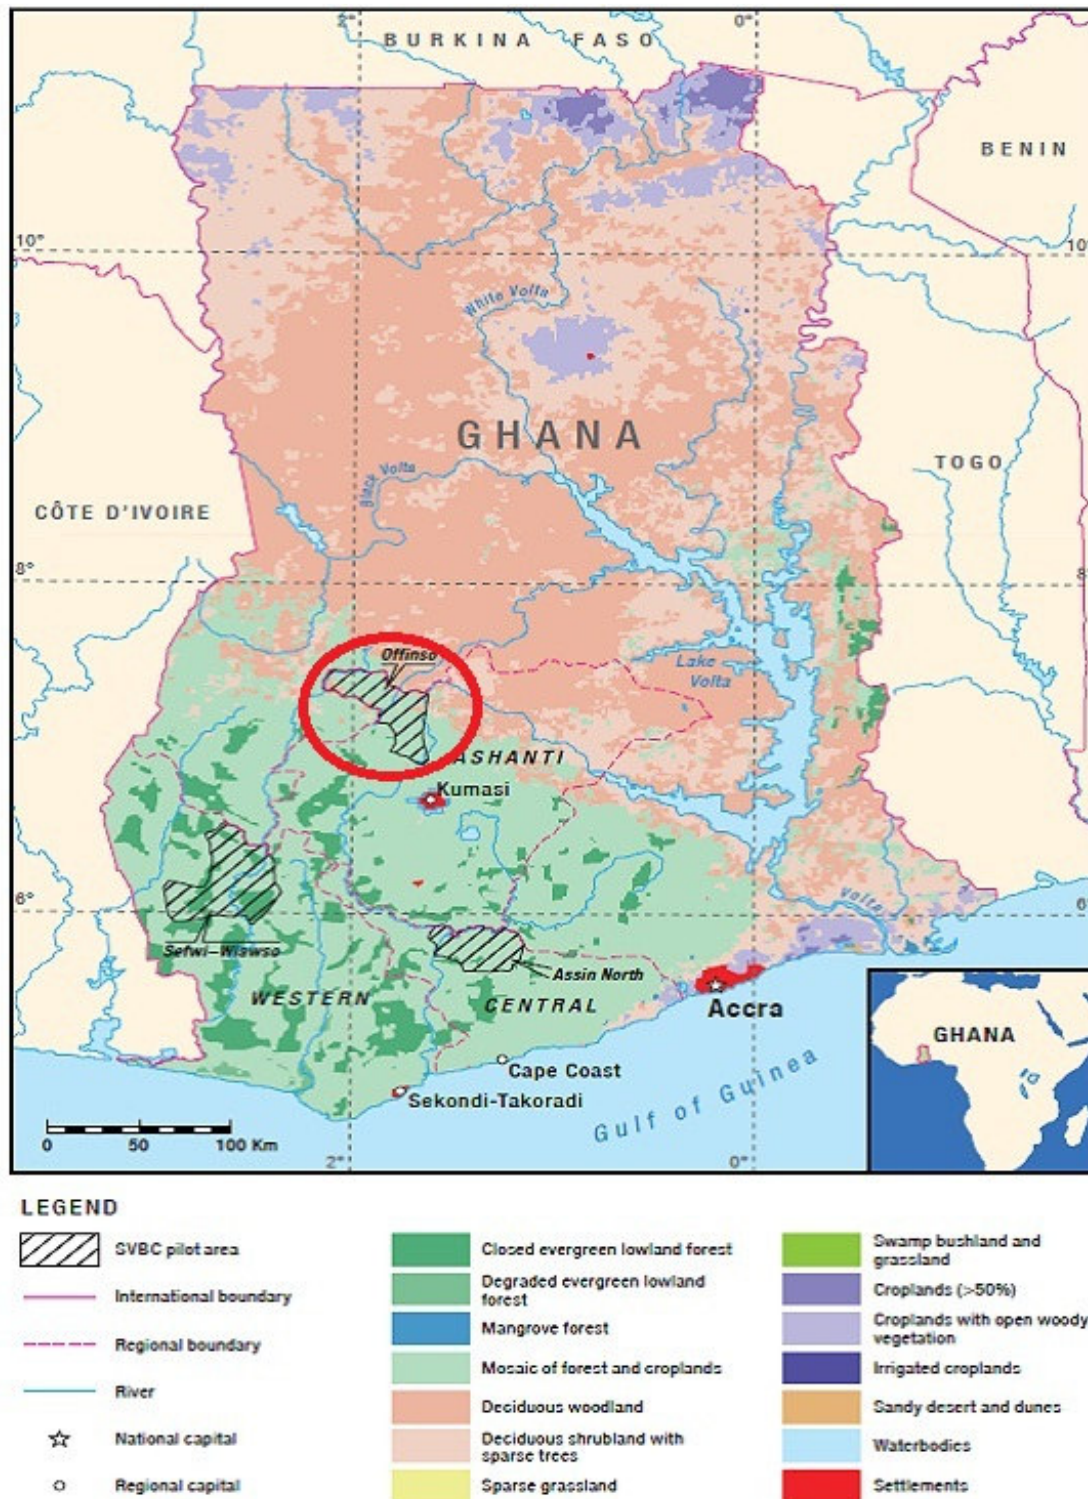 2°
0°
BURKINA FASO
BENIN
10°
10°
White Volta
GHANA
TOGO
Black Volta
CÔTE D'IVOIRE
8°
8°
Offinso
Lake
Volta
ASHANTI
Kumasi
6°
6°
Volta
Sefwi–Wiawso
Assin North
WESTERN
CENTRAL
Accra
GHANA
Cape Coast
Sekondi-Takoradi
Gulf of Guinea
0
100 Km
2°
0°
LEGEND
SVBC pilot area
International boundary
Regional boundary
River
National capital
Regional capital
Closed evergreen lowland forest
Degraded evergreen lowland
forest
Mangrove forest
Mosaic of forest and croplands
Deciduous woodland
Deciduous shrubland with
sparse trees
Sparse grassland
Swamp bushland and
grassland
Croplands (>50%)
Croplands with open woody
vegetation
Irrigated croplands
Sandy desert and dunes
Waterbodies
Settlements